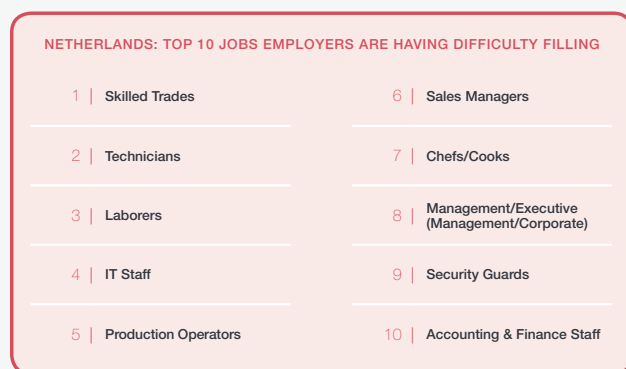 NETHERLANDS: TOP 10 JOBS EMPLOYERS ARE HAVING DIFFICULTY FILLING
1 | Skilled Trades
2 | Technicians
3 | Laborers
4 | IT Staff
5 | Production Operators
6 | Sales Managers
7 | Chefs/Cooks
8 | Management/Executive
(Management/Corporate)
9 | Security Guards
10 | Accounting & Finance Staff